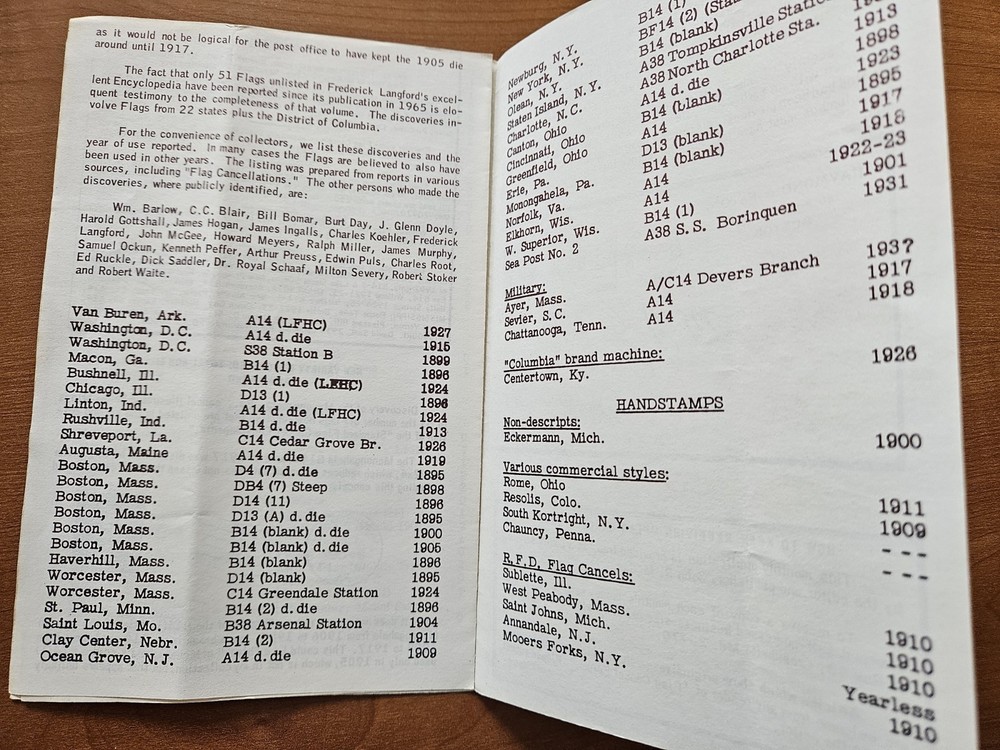 as it would not be logical for the post office to have kept the 1905 die
around until 1917.
The fact that only 51 Flags unlisted in Frederick Langford's excel-
lent Encyclopedia have been reported since its publication in 1965 is elo-
quent testimony to the completeness of that volume. The discoveries in-
volve Flags from 22 states plus the District of Columbia.
For the convenience of collectors, we list these discoveries and the
year of use reported. In many cases the Flags are believed to also have
been used in other years. The listing was prepared from reports in various
sources, including "Flag Cancellations." The other persons who made the
discoveries, where publicly identified, are:
Wm. Barlow, C.C. Blair, Bill Bomar, Burt Day, J. Glenn Doyle,
Harold Gottshall, James Hogan, James Ingalls, Charles Koehler, Frederick
Langford, John McGee, Howard Meyers, Ralph Miller, James Murphy,
Samuel Ockun, Kenneth Peffer, Arthur Preuss, Edwin Puls, Charles Root,
Ed Ruckle, Dick Saddler, Dr. Royal Schaaf, Milton Severy, Robert Stoker
and Robert Waite.
Van Buren, Ark. A14 (LFHC) 1927
Washington, D.C. A14 d.die 1915
Washington, D.C. S38 Station B 1899
Macon, Ga. B14 (1) 1896
Bushnell, Ill. A14 d.die (LFHC) 1924
Chicago, Ill. D13 (1) 1896
Linton, Ind. A14 d.die (LFHC) 1924
Rushville, Ind. B14 d.die 1913
Shreveport, La. C14 Cedar Grove Br. 1926
Augusta, Maine A14 d.die 1919
Boston, Mass. D4 (7) d.die 1895
Boston, Mass. DB4 (7) Steep 1898
Boston, Mass. D14 (11) 1896
Boston, Mass. D13 (A) d.die 1895
Boston, Mass. B14 (blank) d.die 1900
Boston, Mass. B14 (blank) d.die 1905
Haverhill, Mass. B14 (blank) 1896
Worcester, Mass. D14 (blank) 1895
Worcester, Mass. C14 Greendale Station 1924
St. Paul, Minn. B14 (2) d.die 1896
Saint Louis, Mo. B38 Arsenal Station 1904
Clay Center, Nebr. B14 (2) 1911
Ocean Grove, N.J. A14 d.die 1909
Newburg, N.Y. B14 (1)
New York, N.Y. BF14 (2)
Olean, N.Y. B14 (blank)
Staten Island, N.Y. A38 Tompkinsville Station
Charlotte, N.C. A38 North Charlotte Sta.
Canton, Ohio A14 d.die 1913
Cincinnati, Ohio B14 (blank) 1898
Greenfield, Ohio A14 1923
Erie, Pa. D13 (blank) 1895
Monongahela, Pa. B14 (blank) 1917
Norfolk, Va. A14 1918
Elkhorn, Wis. A14 1922-23
W. Superior, Wis. B14 (1) 1901
Sea Post No. 2 A38 S.S. Borinquen 1931
Military:
Ayer, Mass. A/C14 Devers Branch 193?
Sevier, S.C. A14 1917
Chattanooga, Tenn. A14 1918
"Columbia" brand machine:
Centertown, Ky. 1926
HANDSTAMPS
Non-descripts:
Eckermann, Mich. 1900
Various commercial styles:
Rome, Ohio 1911
Resolis, Colo. 1909
South Kortright, N.Y. - - -
Chauncy, Penna. - - -
R.F.D. Flag Cancels:
Sublette, Ill. 1910
West Peabody, Mass. 1910
Saint Johns, Mich. 1910
Annandale, N.J. Yearless
Mooers Forks, N.Y. 1910